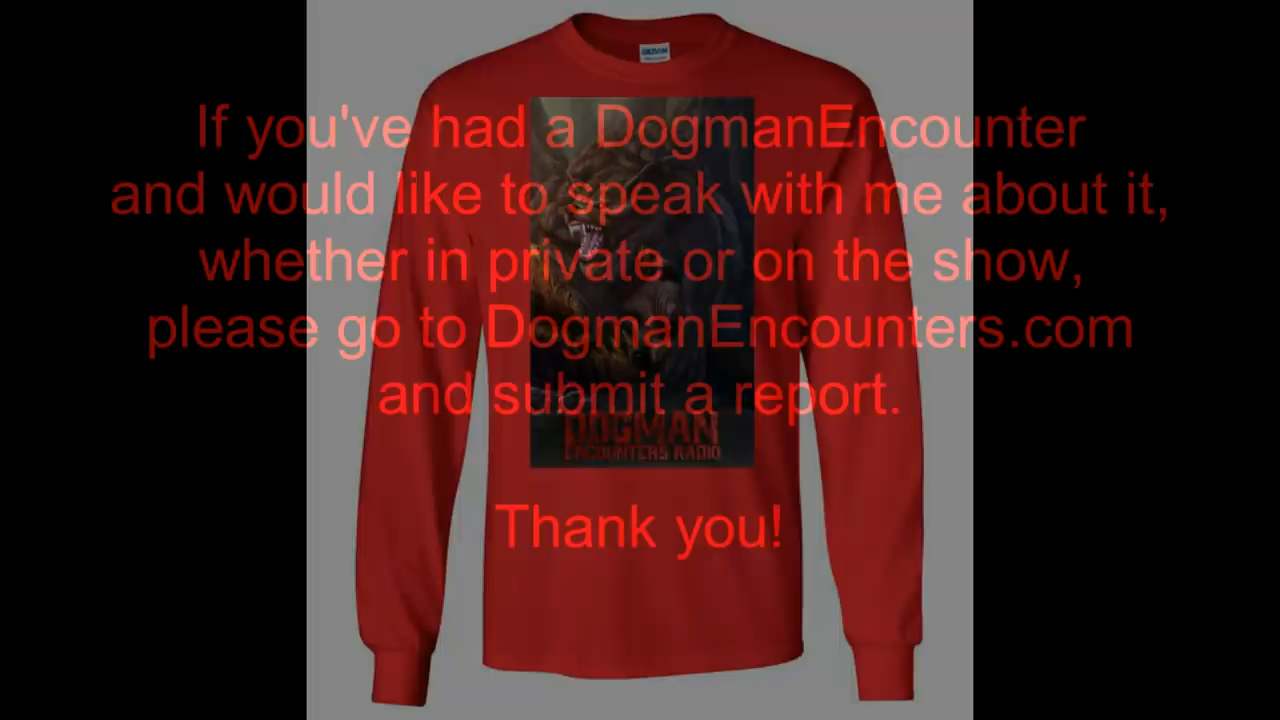 If you've had a DogmanEncounter
and would like to speak with me about it,
whether in private or on the show,
please go to DogmanEncounters.com
and submit a report.
DOGMAN
ENCOUNTERS RADIO
Thank you!